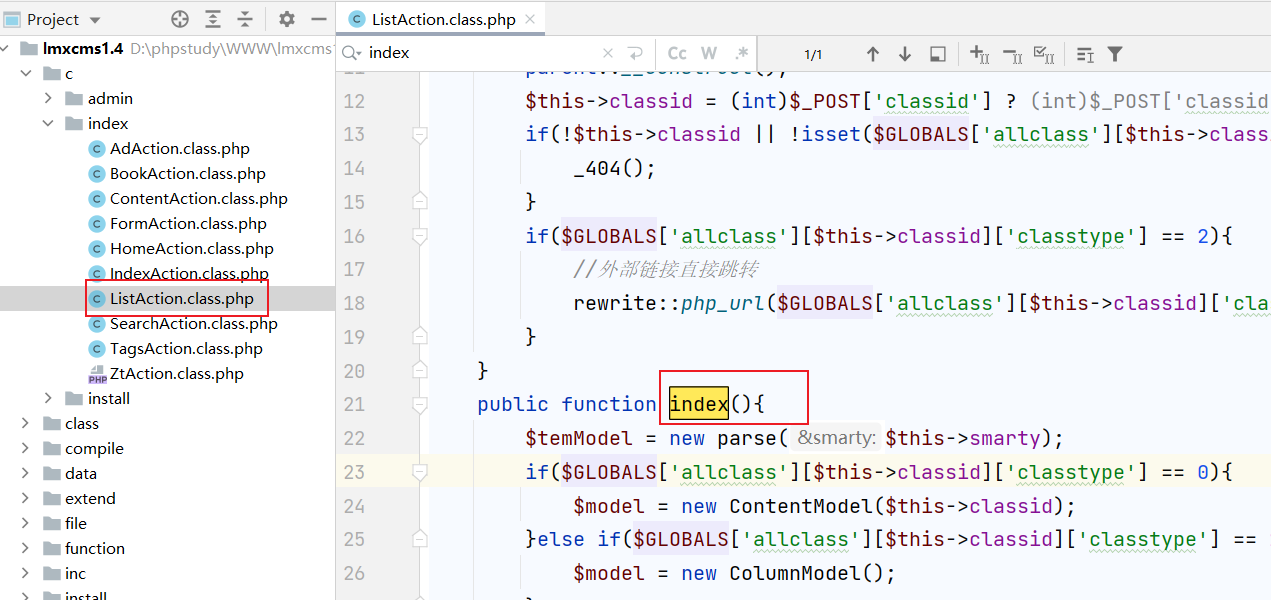 Project
ListAction.class.php
lmxcms1.4 D:\phpstudy\WWW\lmxcms
index
Cc W .*
1/1
c
admin
index
AdAction.class.php
BookAction.class.php
ContentAction.class.php
FormAction.class.php
HomeAction.class.php
IndexAction.class.php
ListAction.class.php
SearchAction.class.php
TagsAction.class.php
PHP ZtAction.class.php
install
class
compile
data
extend
file
function
inc
install
12 $this->classid = (int)$_POST['classid'] ? (int)$_POST['classid
13 if(!$this->classid || !isset($GLOBALS['allclass'][$this->class
14 _404();
15 }
16 if($GLOBALS['allclass'][$this->classid]['classtype'] == 2){
17 //外部链接直接跳转
18 rewrite::php_url($GLOBALS['allclass'][$this->classid]['cla
19 }
20 }
21 public function index(){
22 $temModel = new parse( &smarty: $this->smarty);
23 if($GLOBALS['allclass'][$this->classid]['classtype'] == 0){
24 $model = new ContentModel($this->classid);
25 }else if($GLOBALS['allclass'][$this->classid]['classtype'] ==
26 $model = new ColumnModel();